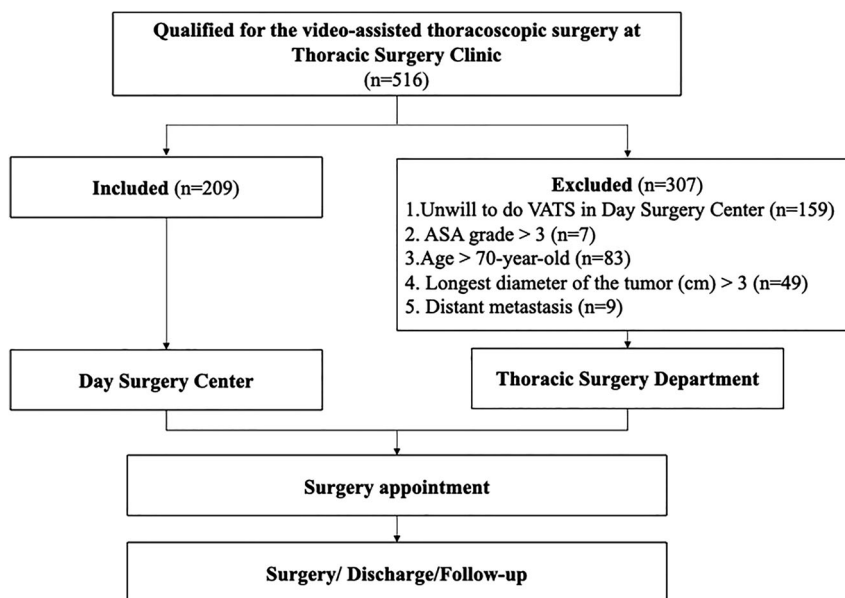 Qualified for the video-assisted thoracoscopic surgery at
Thoracic Surgery Clinic
(n=516)
Included (n=209)
Excluded (n=307)
1.Unwill to do VATS in Day Surgery Center (n=159)
2. ASA grade > 3 (n=7)
3.Age > 70-year-old (n=83)
4. Longest diameter of the tumor (cm) > 3 (n=49)
5. Distant metastasis (n=9)
Day Surgery Center
Thoracic Surgery Department
Surgery appointment
Surgery/ Discharge/Follow-up